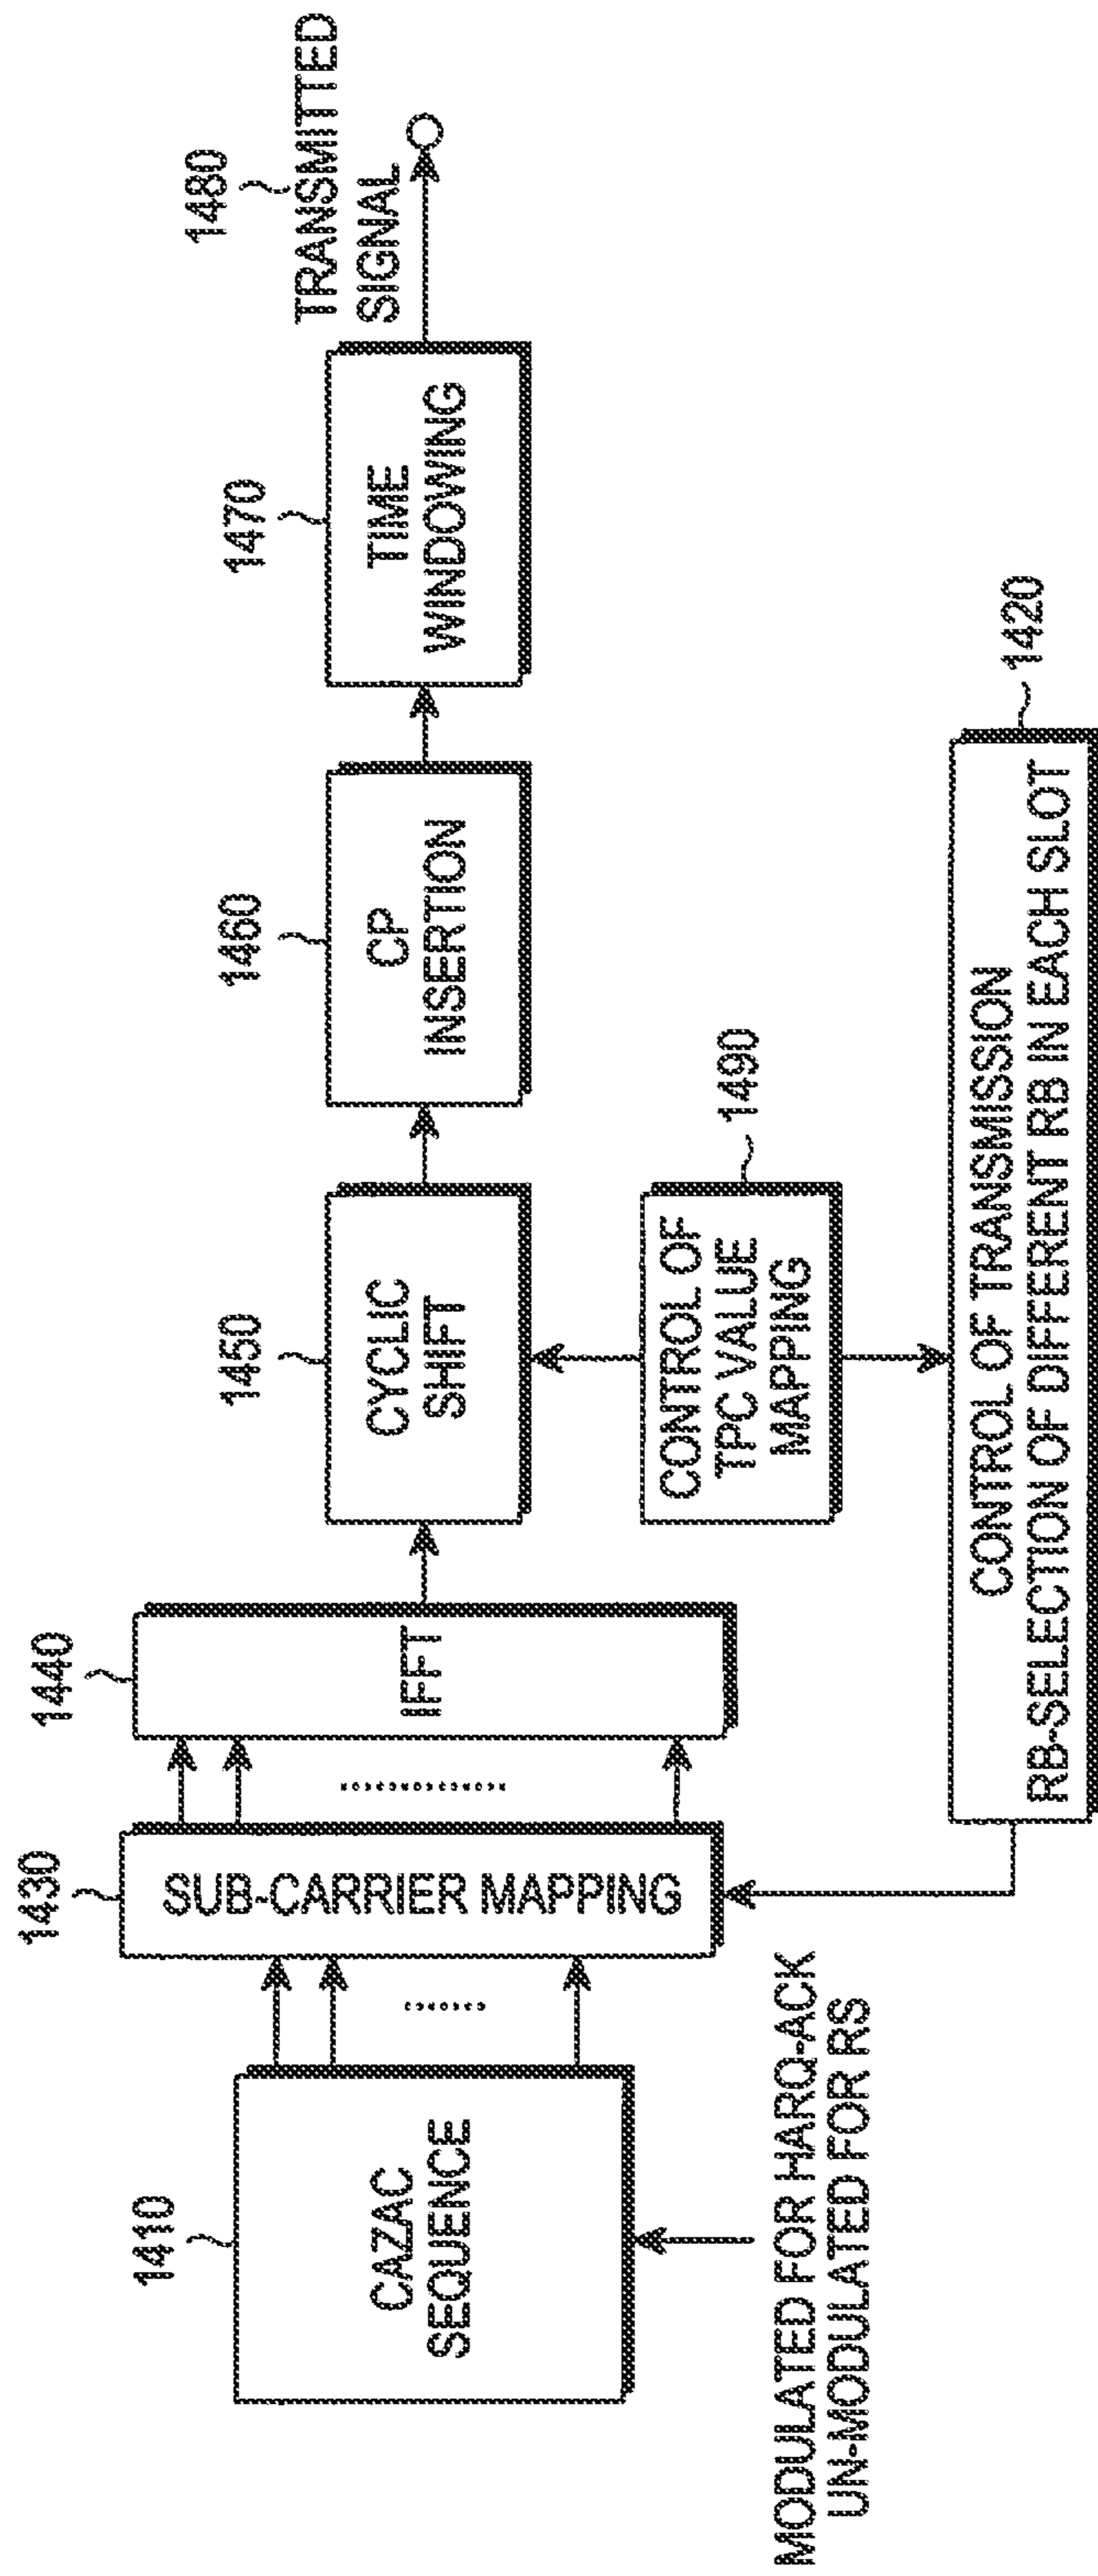 1410
CAZAC
SEQUENCE
MODULATED FOR HARQ-ACK
UN-MODULATED FOR RS
1430
SUB-CARRIER MAPPING
1440
IFFT
1450
CYCLIC
SHIFT
1460
CP
INSERTION
1470
TIME
WINDOWING
1480
TRANSMITTED
SIGNAL
1490
CONTROL OF
TPC VALUE
MAPPING
1420
CONTROL OF TRANSMISSION
RB-SELECTION OF DIFFERENT RB IN EACH SLOT